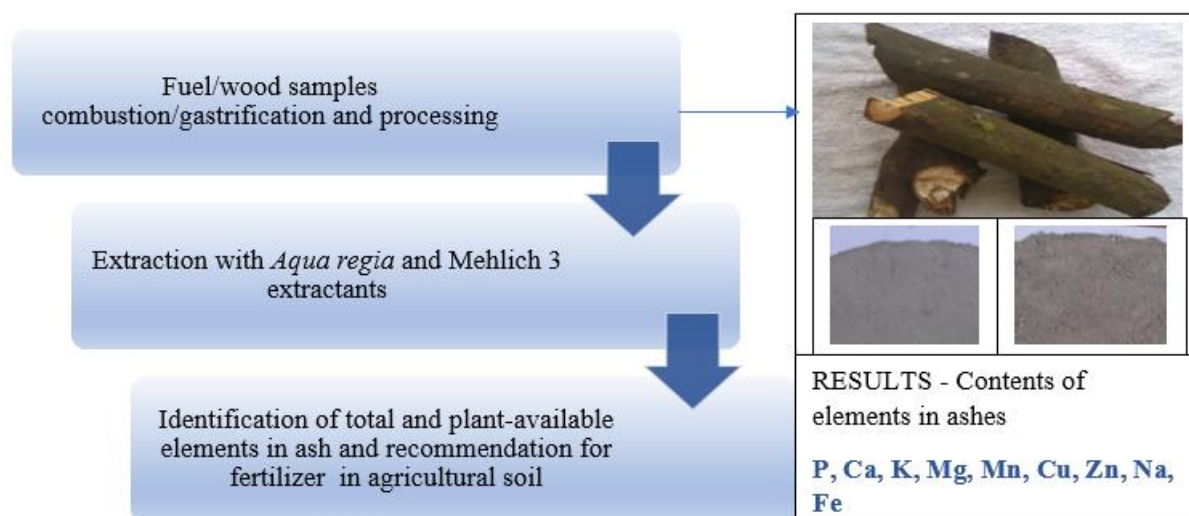 Fuel/wood samples
combustion/gastrification and processing
Extraction with Aqua regia and Mehlich 3
extractants
Identification of total and plant-available
elements in ash and recommendation for
fertilizer in agricultural soil
RESULTS - Contents of
elements in ashes
P, Ca, K, Mg, Mn, Cu, Zn, Na,
Fe